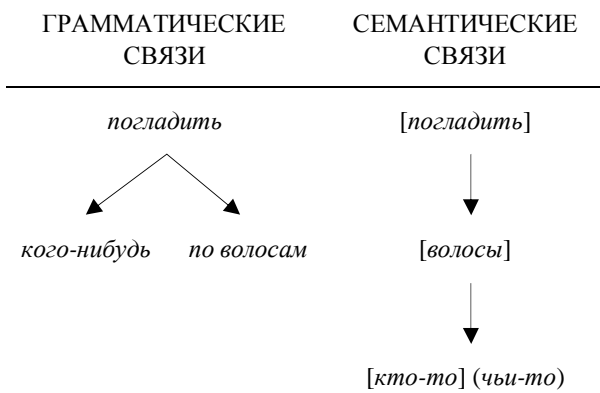 ГРАММАТИЧЕСКИЕ СЕМАНТИЧЕСКИЕ
СВЯЗИ СВЯЗИ
погладить [погладить]
кого-нибудь по волосам [волосы]
[кто-то] (чьи-то)